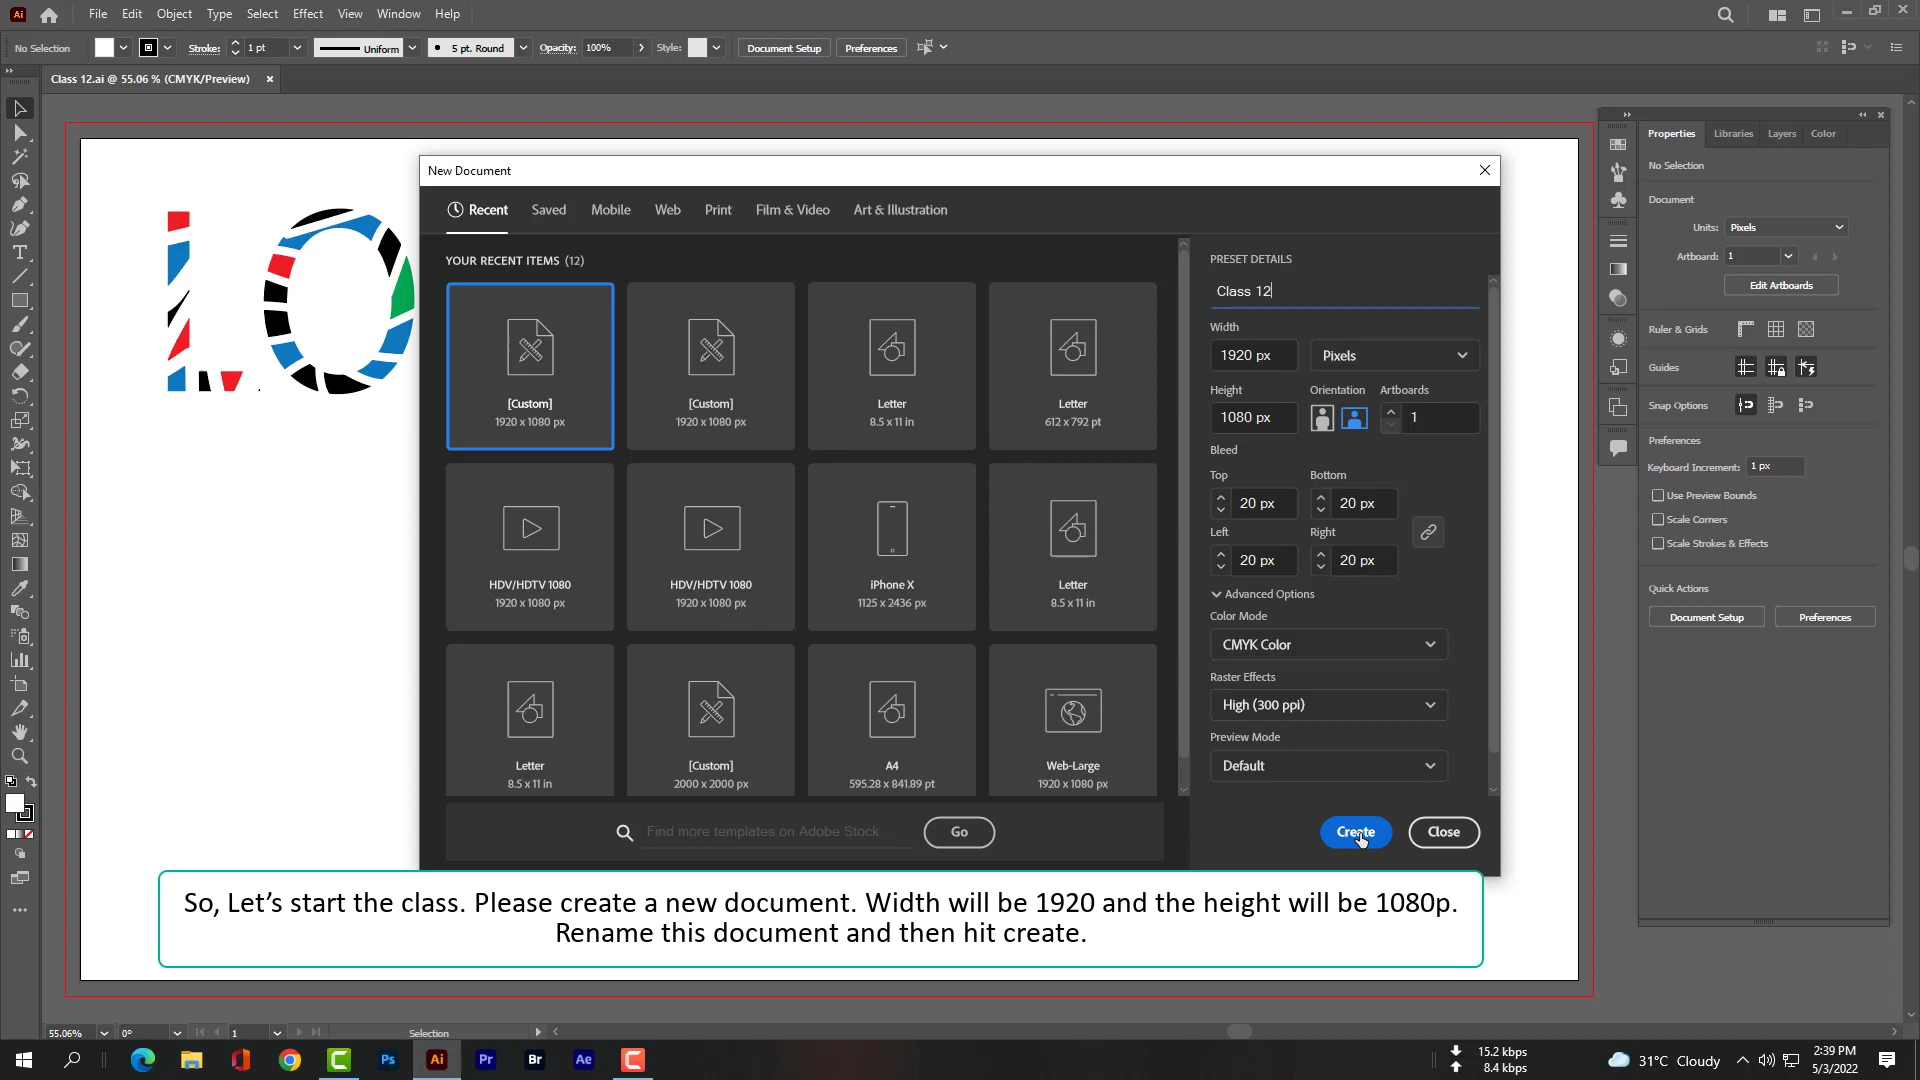 Ai File Edit Object Type Select Effect View Window Help
No Selection Stroke: 1 pt Uniform 5 pt. Round Opacity: 100% Style: Document Setup Preferences
Class 12.ai @ 55.06 % (CMYK/Preview)
LO
New Document
Recent Saved Mobile Web Print Film & Video Art & Illustration
YOUR RECENT ITEMS (12)
[Custom] [Custom] Letter Letter
1920 x 1080 px 1920 x 1080 px 8.5 x 11 in 612 x 792 pt
HDV/HDTV 1080 HDV/HDTV 1080 iPhone X Letter
1920 x 1080 px 1920 x 1080 px 1125 x 2436 px 8.5 x 11 in
Letter [Custom] A4 Web-Large
8.5 x 11 in 2000 x 2000 px 595.28 x 841.89 pt 1920 x 1080 px
Find more templates on Adobe Stock Go
PRESET DETAILS
Class 12
Width
1920 px Pixels
Height Orientation Artboards
1080 px 1
Bleed
Top Bottom
20 px 20 px
Left Right
20 px 20 px
Advanced Options
Color Mode
CMYK Color
Raster Effects
High (300 ppi)
Preview Mode
Default
Create Close
Properties Libraries Layers Color
No Selection
Document
Units: Pixels
Artboard: 1
Edit Artboards
Ruler & Grids
Guides
Snap Options
Preferences
Keyboard Increment: 1 px
Use Preview Bounds
Scale Corners
Scale Strokes & Effects
Quick Actions
Document Setup Preferences
So, Let’s start the class. Please create a new document. Width will be 1920 and the height will be 1080p.
Rename this document and then hit create.
55.06% 0° 1 Selection
Ps Ai Pr Br Ae
15.2 kbps
8.4 kbps
31°C Cloudy
2:39 PM
5/3/2022